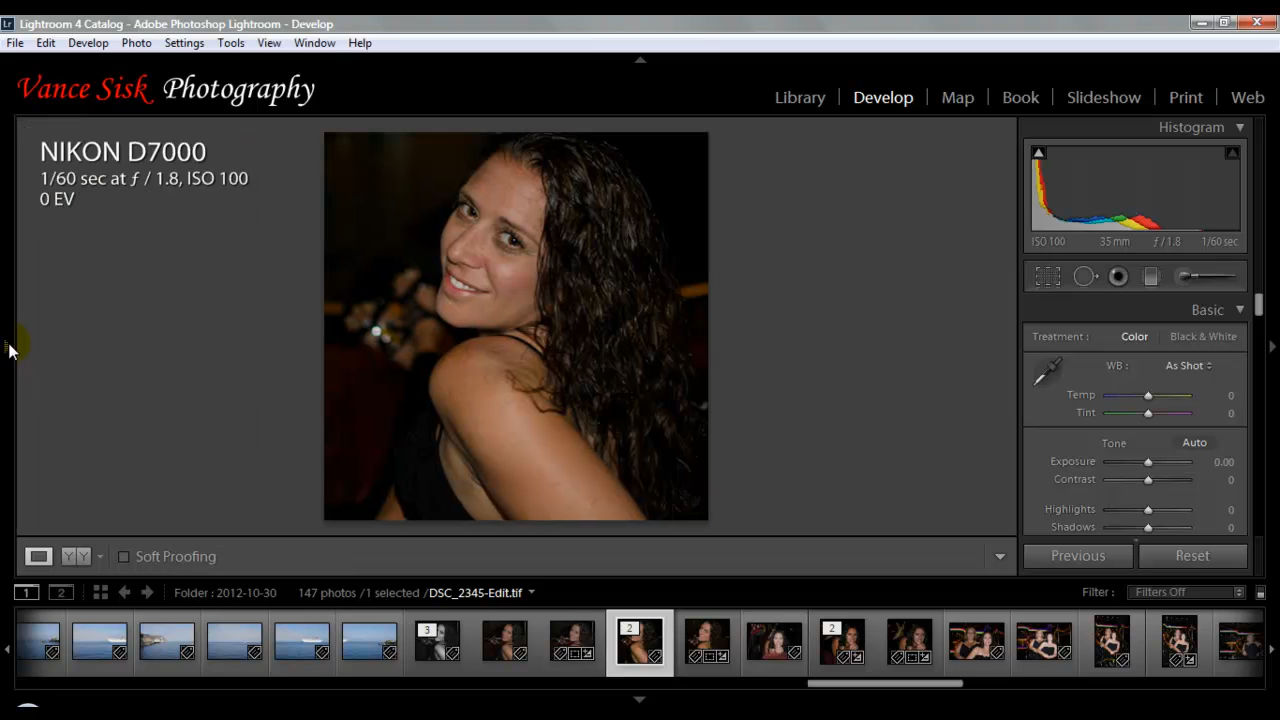 Lr Lightroom 4 Catalog - Adobe Photoshop Lightroom - Develop
File Edit Develop Photo Settings Tools View Window Help
Vance Sisk Photography
Library | Develop | Map | Book | Slideshow | Print | Web
NIKON D7000
1/60 sec at ƒ / 1.8, ISO 100
0 EV
Histogram
ISO 100 35 mm ƒ / 1.8 1/60 sec
Basic
Treatment : Color Black & White
WB : As Shot
Temp 0
Tint 0
Tone Auto
Exposure 0.00
Contrast 0
Highlights 0
Shadows 0
Previous Reset
Y Y Soft Proofing
1 2 Folder : 2012-10-30 147 photos /1 selected /DSC_2345-Edit.tif Filter : Filters Off
3 2 2